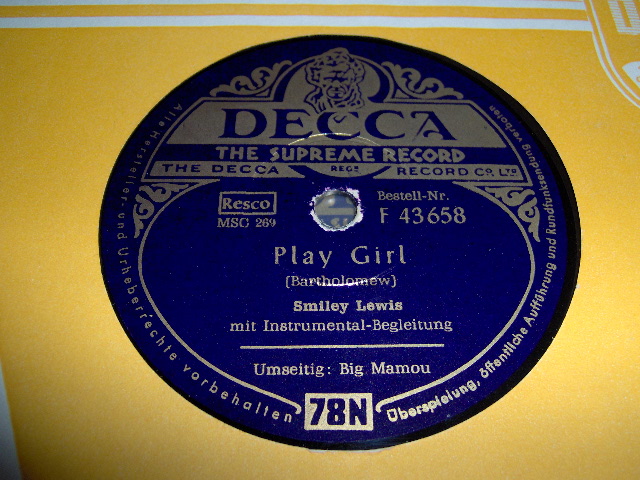 DECCA
THE SUPREME RECORD
THE DECCA REGD RECORD CO., LTD
Resco
MSC 269
Bestell-Nr.
F 43658
Play Girl
(Bartholomew)
Smiley Lewis
mit Instrumental-Begleitung
Umseitig: Big Mamou
78N
Alle Hersteller- und Urheberrechte vorbehalten
Überspielung, öffentliche Aufführung und Rundfunksendung verboten